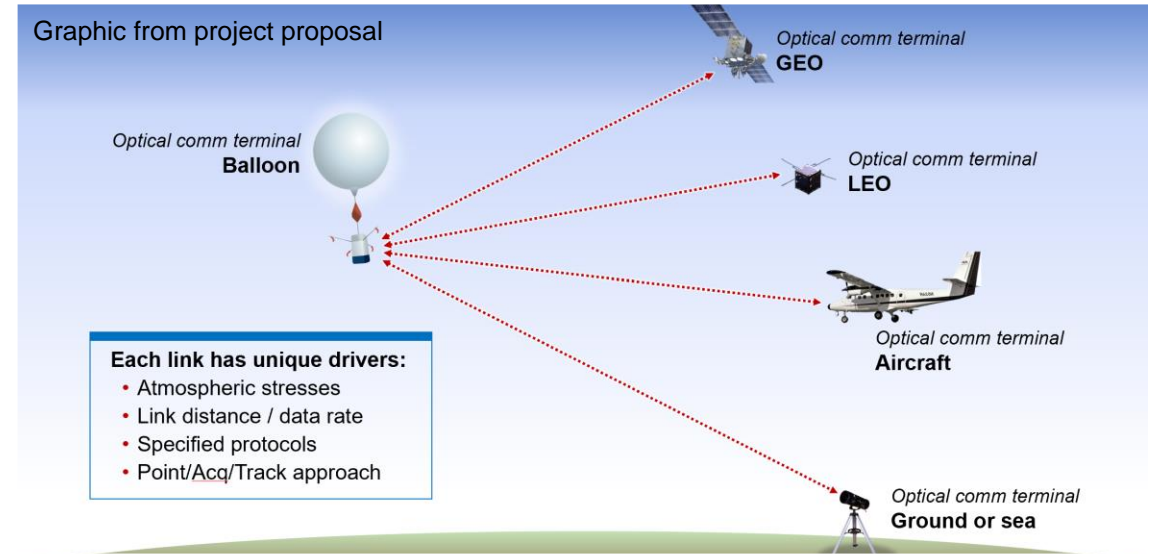 Graphic from project proposal
Optical comm terminal
GEO
Optical comm terminal
Balloon
Optical comm terminal
LEO
Optical comm terminal
Aircraft
Each link has unique drivers:
• Atmospheric stresses
• Link distance / data rate
• Specified protocols
• Point/Acq/Track approach
Optical comm terminal
Ground or sea